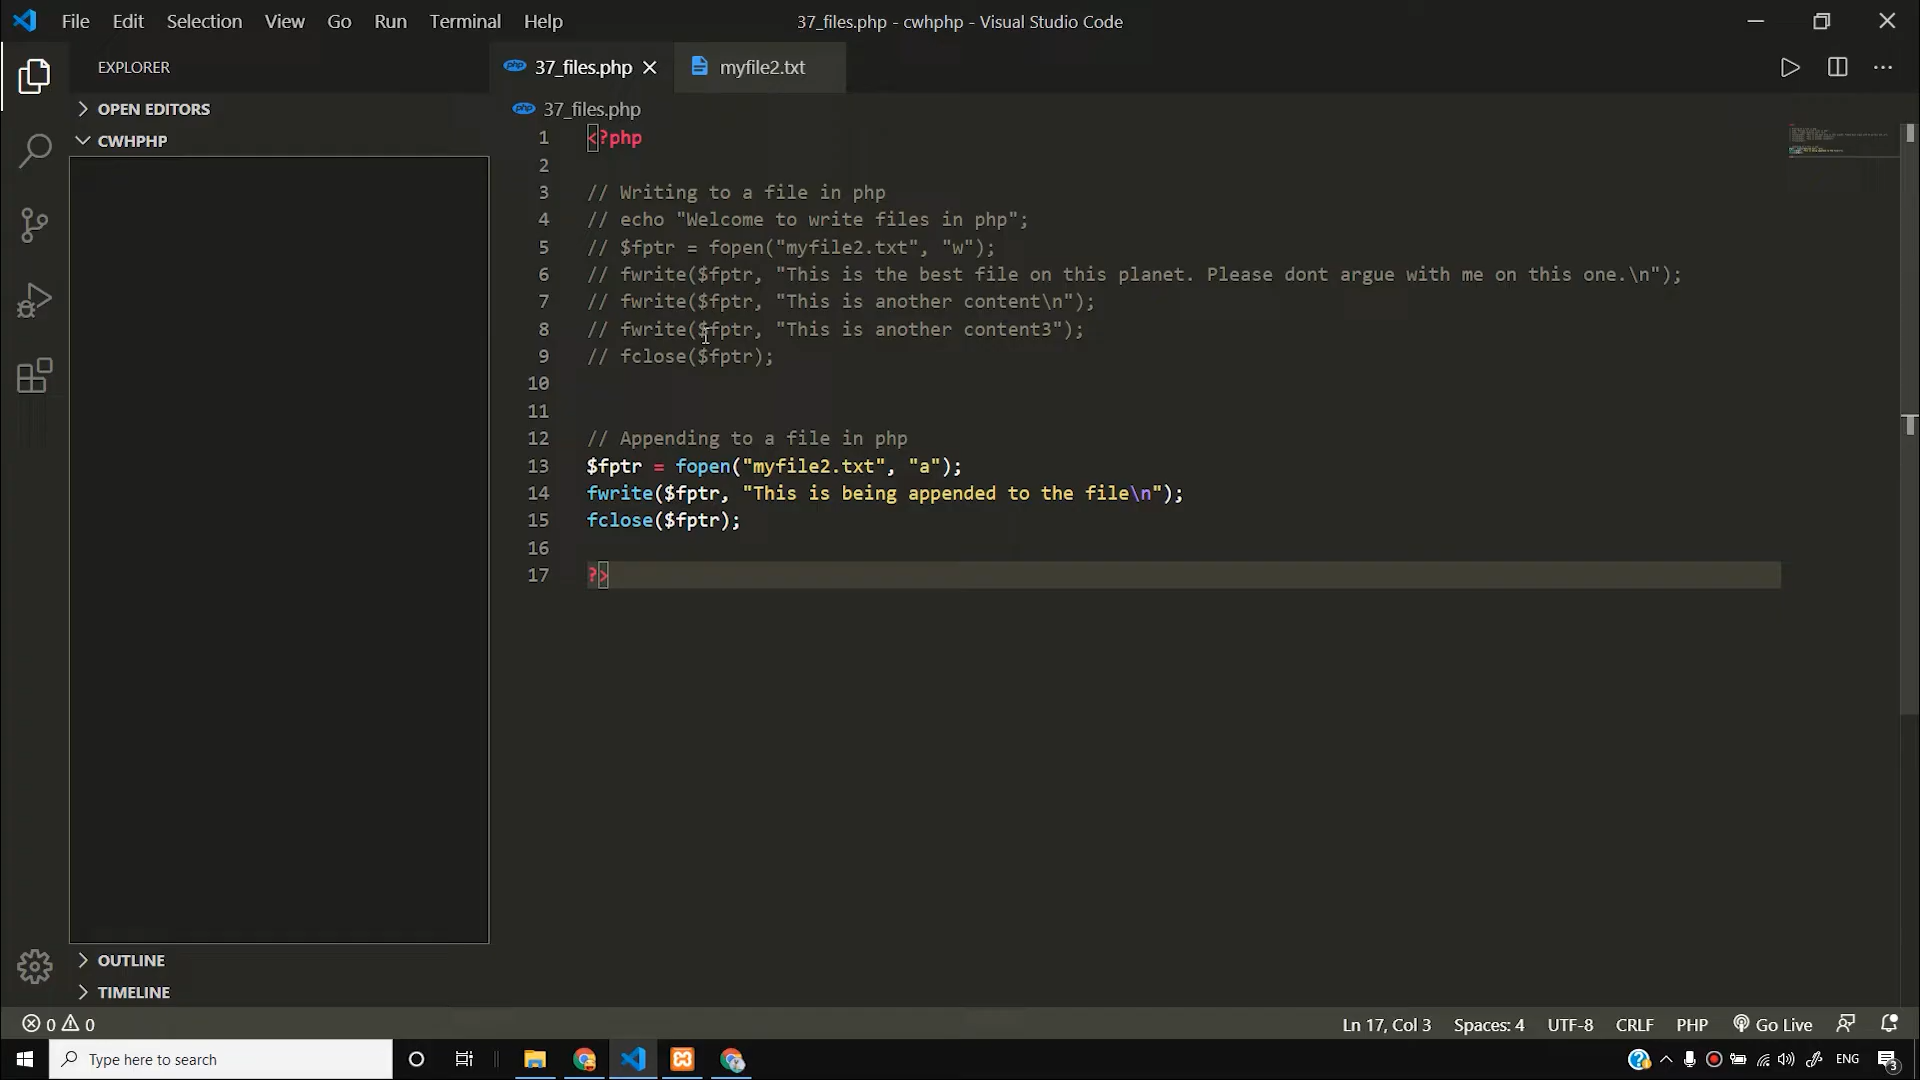 File Edit Selection View Go Run Terminal Help
37_files.php - cwhphp - Visual Studio Code
EXPLORER
OPEN EDITORS
CWHPHP
OUTLINE
TIMELINE
php 37_files.php
myfile2.txt
php 37_files.php
1 <?php
2
3 // Writing to a file in php
4 // echo "Welcome to write files in php";
5 // $fptr = fopen("myfile2.txt", "w");
6 // fwrite($fptr, "This is the best file on this planet. Please dont argue with me on this one.\n");
7 // fwrite($fptr, "This is another content\n");
8 // fwrite($fptr, "This is another content3");
9 // fclose($fptr);
10
11
12 // Appending to a file in php
13 $fptr = fopen("myfile2.txt", "a");
14 fwrite($fptr, "This is being appended to the file\n");
15 fclose($fptr);
16
17 ?>
0 0
Ln 17, Col 3 Spaces: 4 UTF-8 CRLF PHP Go Live
Type here to search
ENG
3